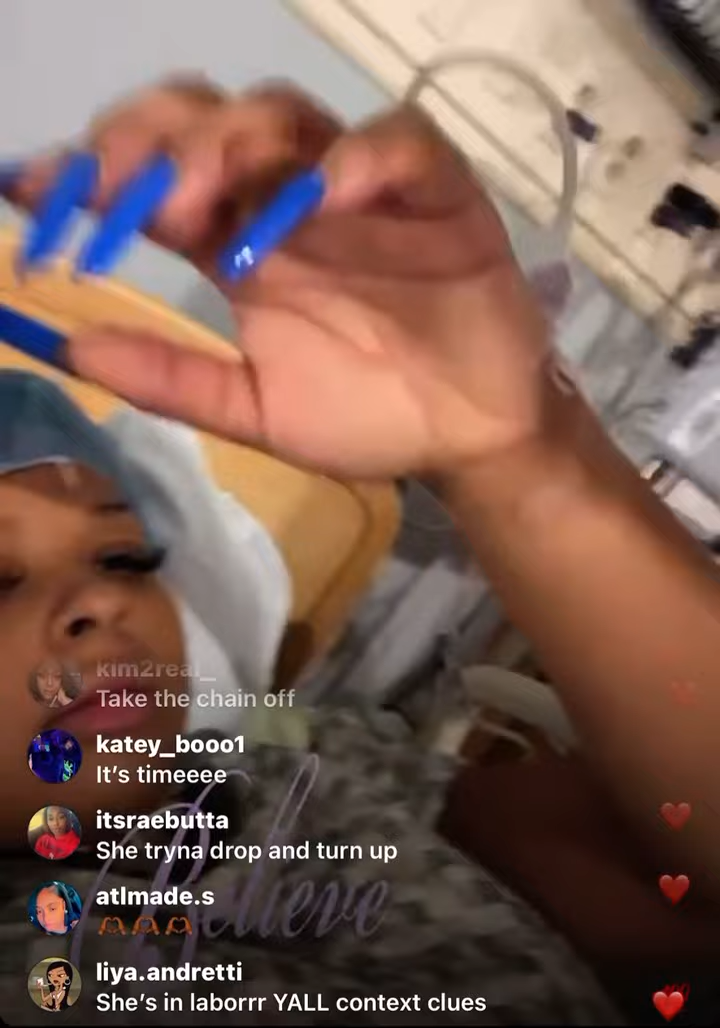 kim2real_
Take the chain off
katey_booo1
It's timeeee
itsraebutta
She tryna drop and turn up
atlmade.s
🫶🏾🫶🏾🫶🏾
Believe
liya.andretti
She's in laborrr YALL context clues